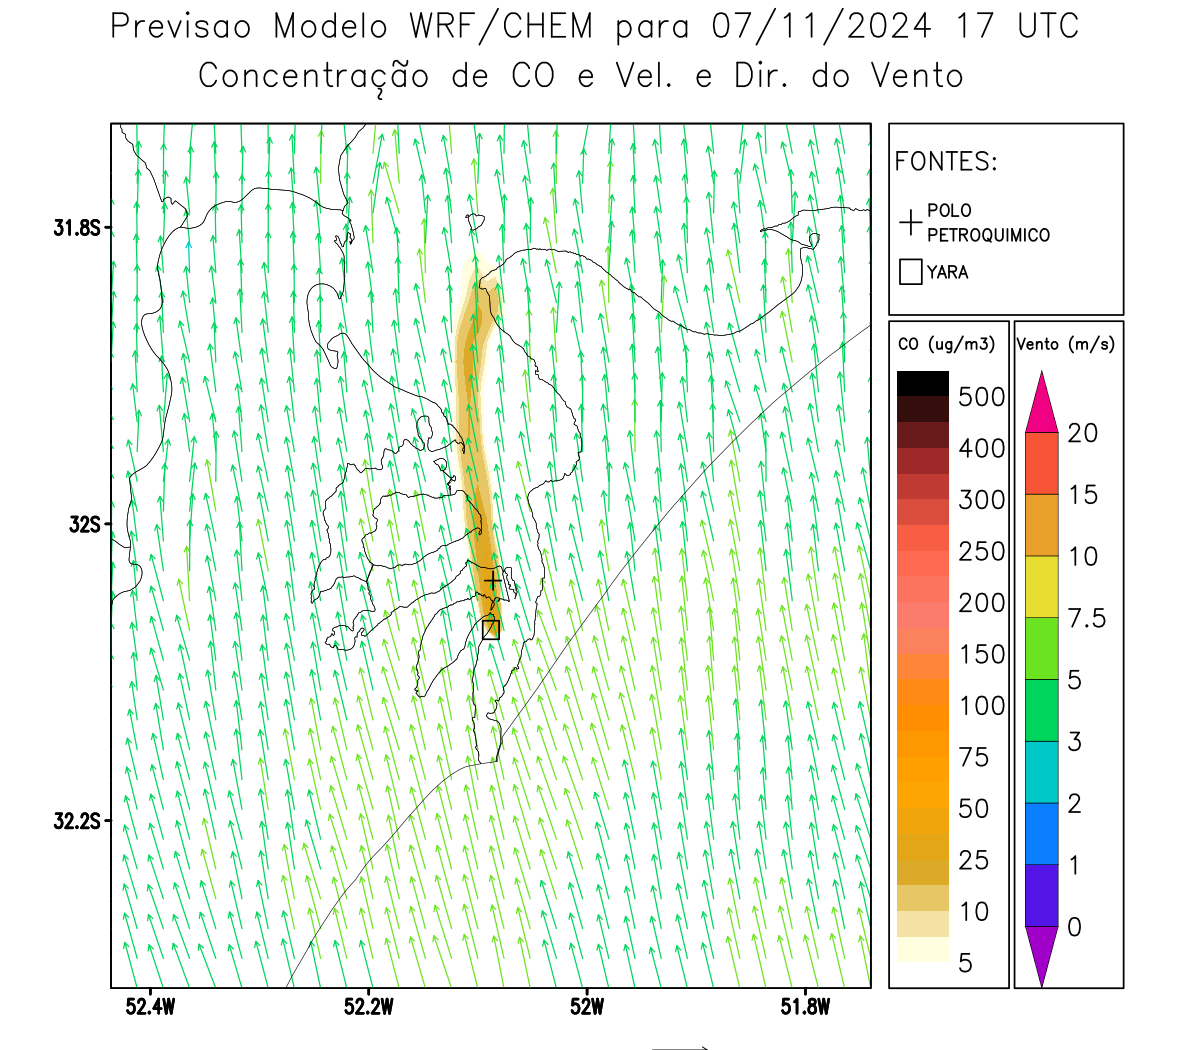 Previsao Modelo WRF/CHEM para 07/11/2024 17 UTC
Concentração de CO e Vel. e Dir. do Vento
FONTES:
POLO
PETROQUIMICO
YARA
CO (ug/m3)
500
400
300
250
200
150
100
75
50
25
10
5
Vento (m/s)
20
15
10
7.5
5
3
2
1
0
31.8S
32S
32.2S
52.4W
52.2W
52W
51.8W